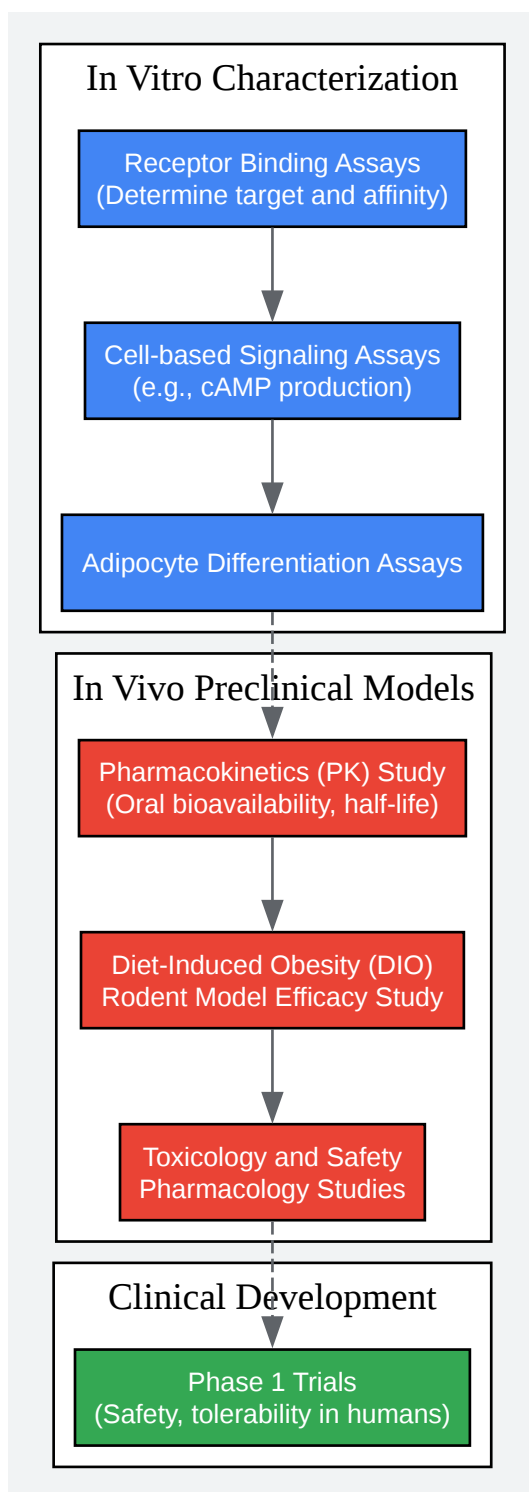 In Vitro Characterization
Receptor Binding Assays
(Determine target and affinity)
Cell-based Signaling Assays
(e.g., cAMP production)
Adipocyte Differentiation Assays
In Vivo Preclinical Models
Pharmacokinetics (PK) Study
(Oral bioavailability, half-life)
Diet-Induced Obesity (DIO)
Rodent Model Efficacy Study
Toxicology and Safety
Pharmacology Studies
Clinical Development
Phase 1 Trials
(Safety, tolerability in humans)